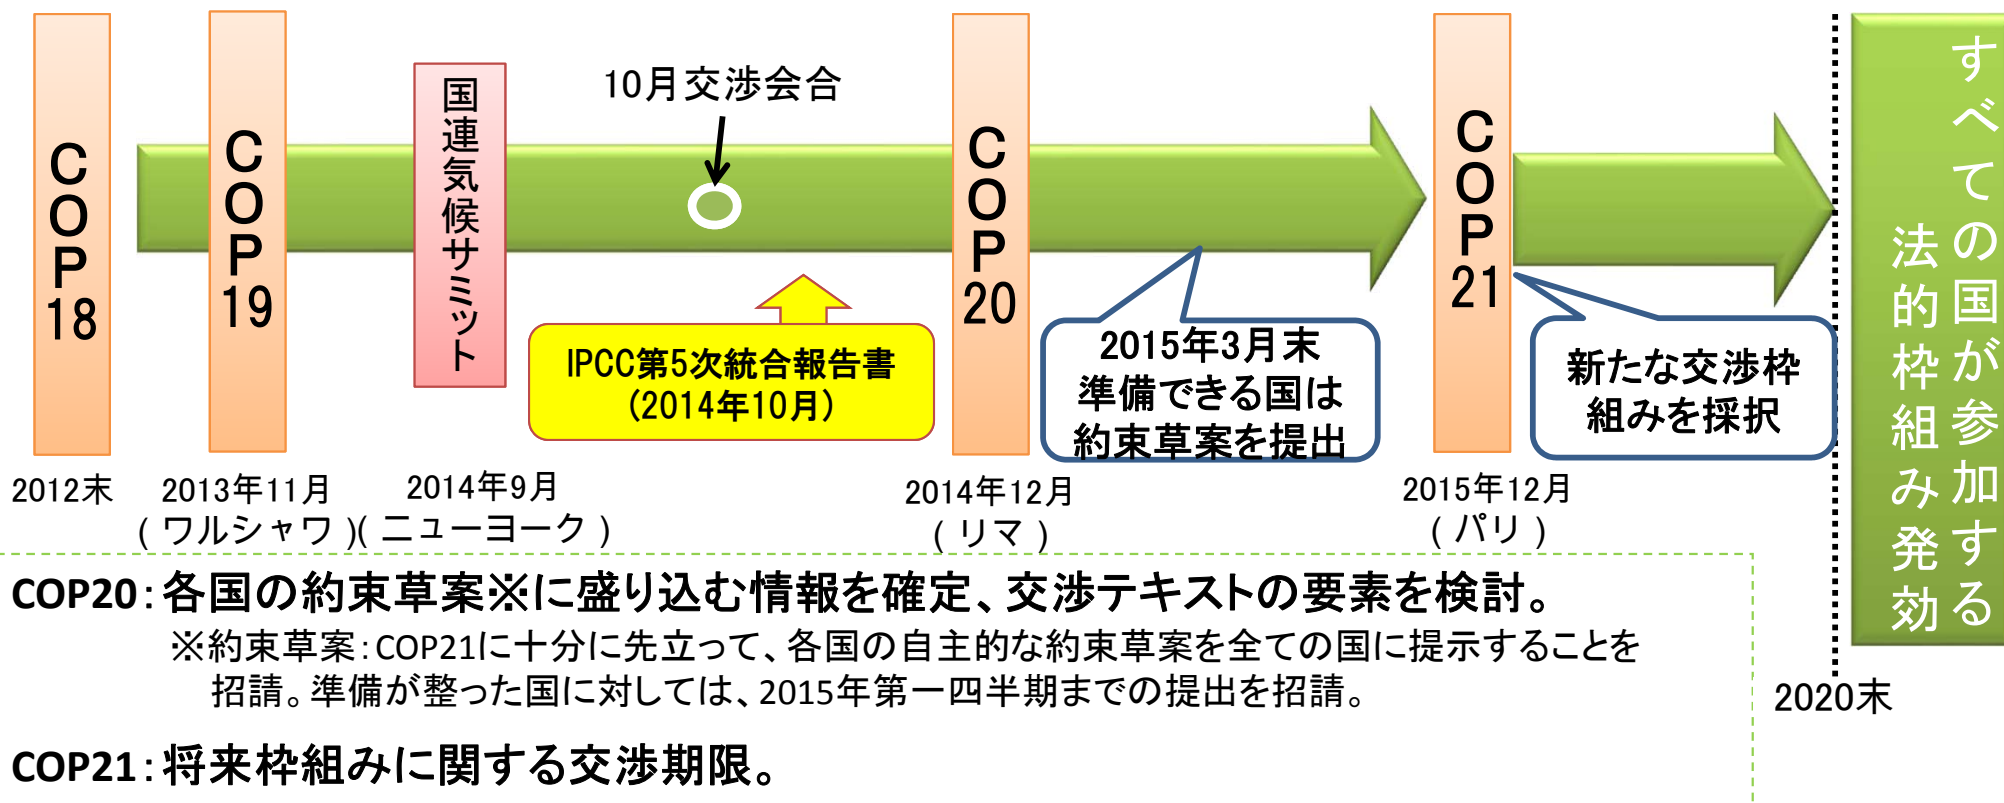 COP18
COP19
国連気候サミット
10月交渉会合
COP20
COP21
すべての国が参加する
法的枠組み発効
IPCC第5次統合報告書
(2014年10月)
2015年3月末
準備できる国は
約束草案を提出
新たな交渉枠
組みを採択
2012末
2013年11月
(ワルシャワ)
2014年9月
(ニューヨーク)
2014年12月
(リマ)
2015年12月
(パリ)
2020末
COP20:各国の約束草案※に盛り込む情報を確定、交渉テキストの要素を検討。
※約束草案:COP21に十分に先立って、各国の自主的な約束草案を全ての国に提示することを
招請。準備が整った国に対しては、2015年第一四半期までの提出を招請。
COP21:将来枠組みに関する交渉期限。